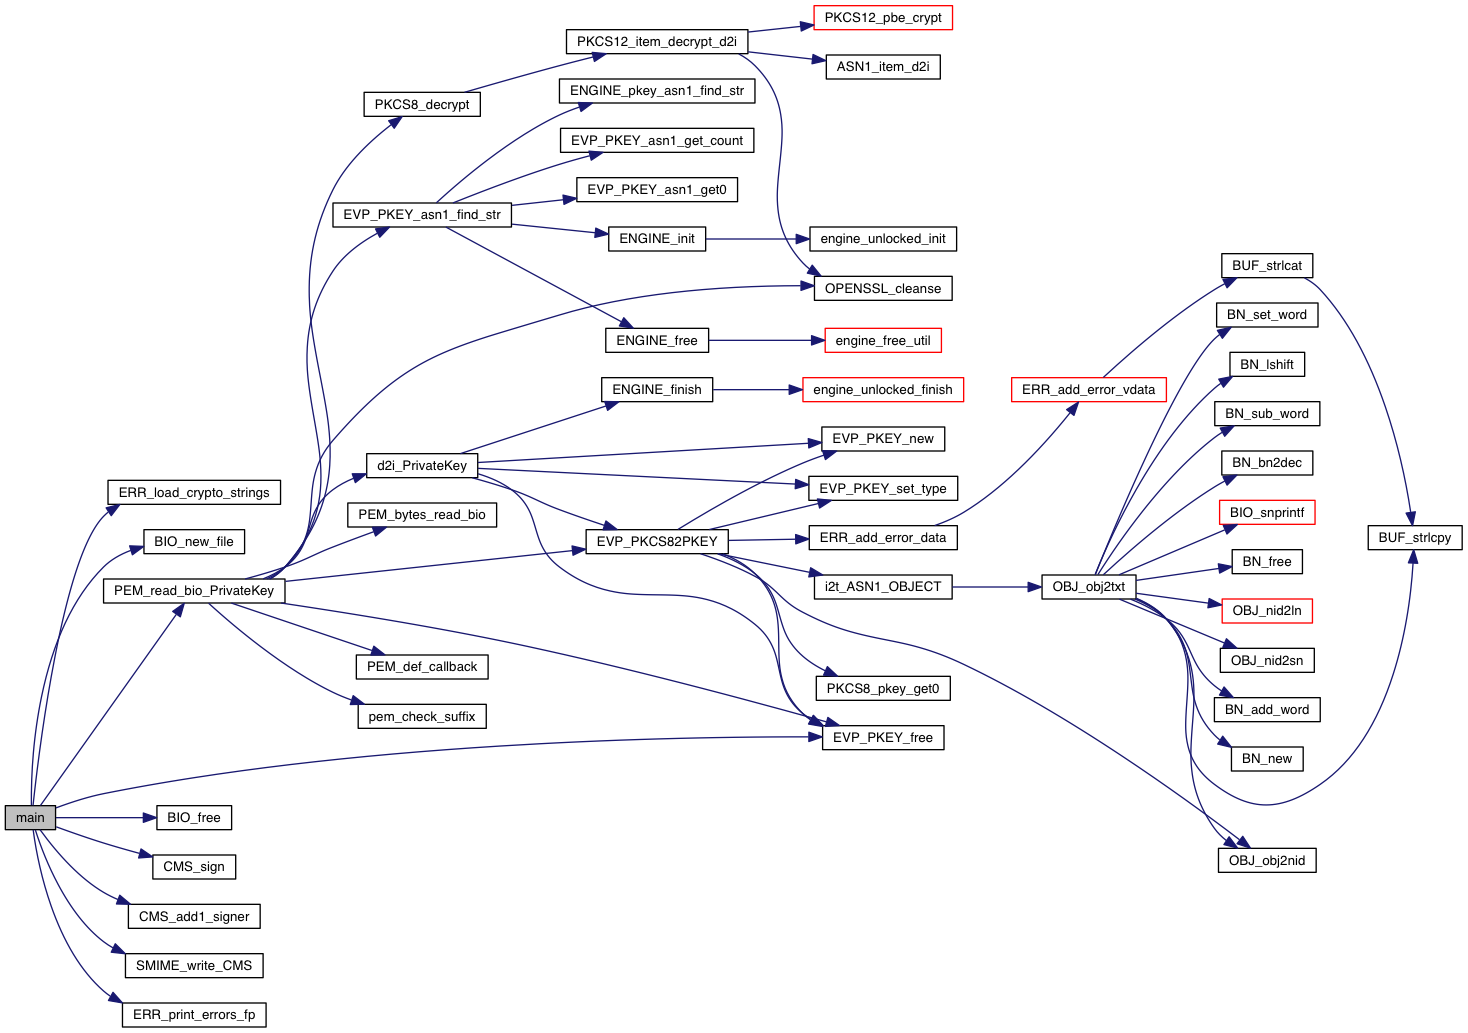 main
ERR_load_crypto_strings
BIO_new_file
PEM_read_bio_PrivateKey
BIO_free
CMS_sign
CMS_add1_signer
SMIME_write_CMS
ERR_print_errors_fp
PKCS8_decrypt
EVP_PKEY_asn1_find_str
d2i_PrivateKey
PEM_bytes_read_bio
PEM_def_callback
pem_check_suffix
PKCS12_item_decrypt_d2i
ENGINE_pkey_asn1_find_str
EVP_PKEY_asn1_get_count
EVP_PKEY_asn1_get0
ENGINE_init
ENGINE_free
ENGINE_finish
EVP_PKCS82PKEY
PKCS12_pbe_crypt
ASN1_item_d2i
engine_unlocked_init
OPENSSL_cleanse
engine_free_util
engine_unlocked_finish
EVP_PKEY_new
EVP_PKEY_set_type
ERR_add_error_data
i2t_ASN1_OBJECT
PKCS8_pkey_get0
EVP_PKEY_free
ERR_add_error_vdata
OBJ_obj2txt
BUF_strlcat
BN_set_word
BN_lshift
BN_sub_word
BN_bn2dec
BIO_snprintf
BN_free
OBJ_nid2ln
OBJ_nid2sn
BN_add_word
BN_new
OBJ_obj2nid
BUF_strlcpy